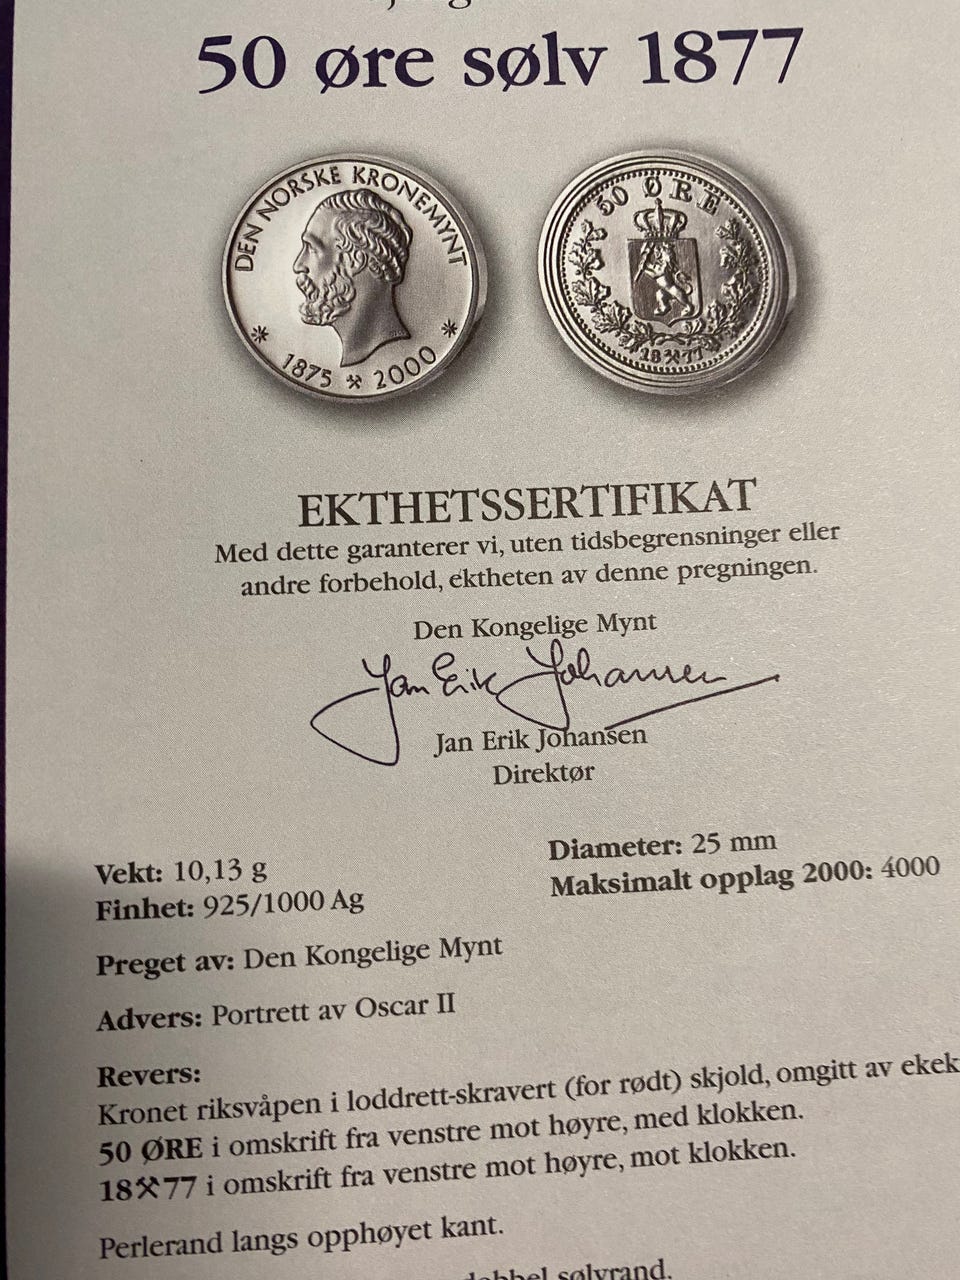 50 øre sølv 1877
DEN NORSKE KRONEMYNT
1875 ⚒ 2000
50 ØRE
18⚒77
EKTHETSSERTIFIKAT
Med dette garanterer vi, uten tidsbegrensninger eller
andre forbehold, ektheten av denne pregningen.
Den Kongelige Mynt
Jan Erik Johansen
Jan Erik Johansen
Direktør
Vekt: 10,13 g
Finhet: 925/1000 Ag
Diameter: 25 mm
Maksimalt opplag 2000: 4000
Preget av: Den Kongelige Mynt
Advers: Portrett av Oscar II
Revers:
Kronet riksvåpen i loddrett-skravert (for rødt) skjold, omgitt av ekek
50 ØRE i omskrift fra venstre mot høyre, med klokken.
18⚒77 i omskrift fra venstre mot høyre, mot klokken.
Perlerand langs opphøyet kant.
dobbel sølvrand.